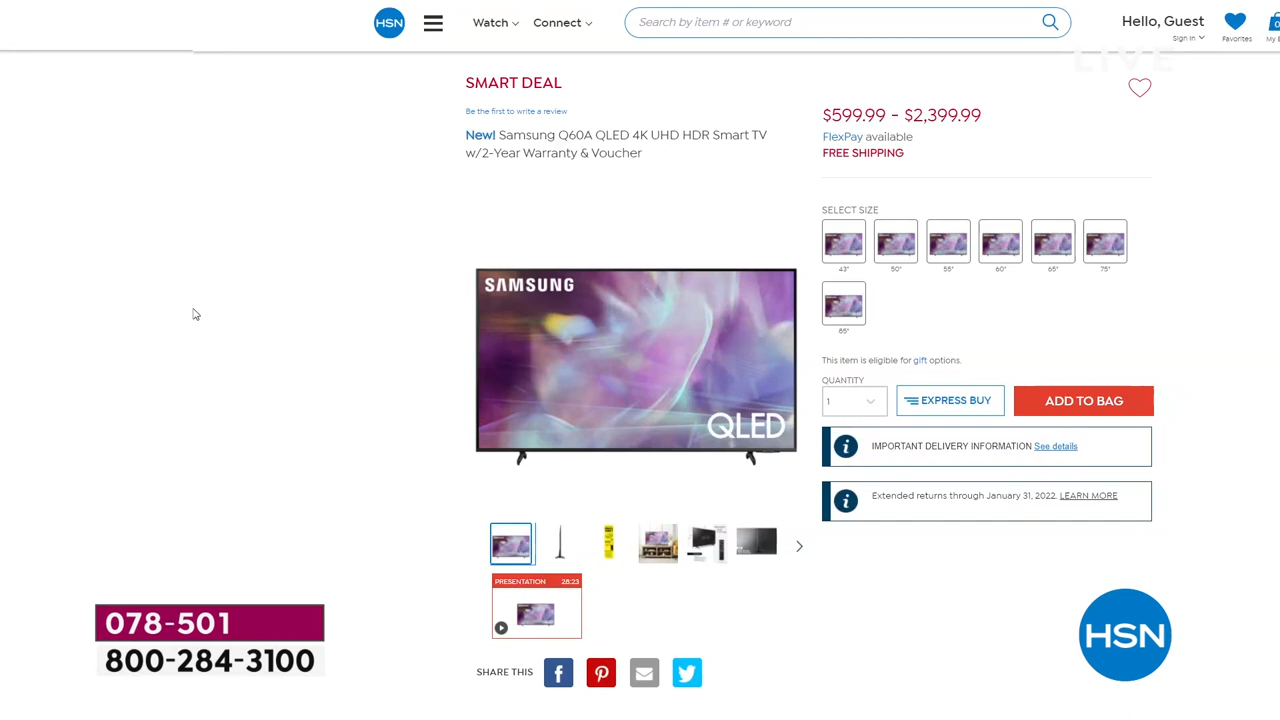 HSN
Watch
Connect
Search by item # or keyword
Hello, Guest
Sign In
Favorites
0
My
LIVE
SMART DEAL
Be the first to write a review
New! Samsung Q60A QLED 4K UHD HDR Smart TV
w/2-Year Warranty & Voucher
$599.99 - $2,399.99
FlexPay available
FREE SHIPPING
SELECT SIZE
43"
50"
55"
60"
65"
75"
85"
SAMSUNG
QLED
This item is eligible for gift options.
QUANTITY
1
EXPRESS BUY
ADD TO BAG
IMPORTANT DELIVERY INFORMATION See details
Extended returns through January 31, 2022. LEARN MORE
PRESENTATION 28:23
078-501
800-284-3100
HSN
SHARE THIS